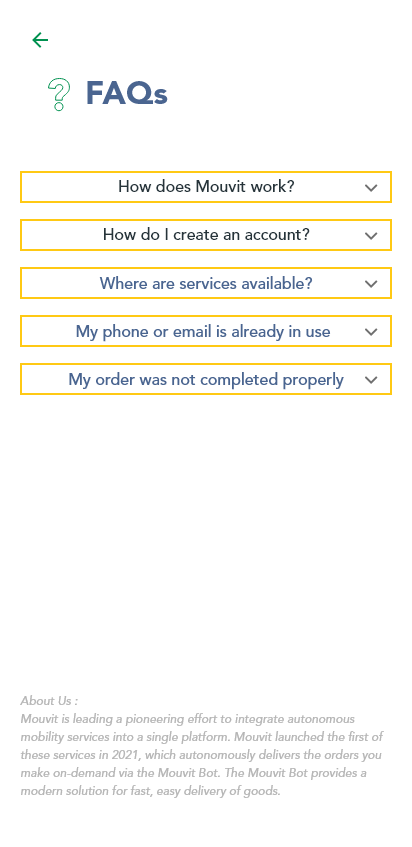 FAQs
How does Mouvit work?
How do I create an account?
Where are services available?
My phone or email is already in use
My order was not completed properly
About Us :
Mouvit is leading a pioneering effort to integrate autonomous
mobility services into a single platform. Mouvit launched the first of
these services in 2021, which autonomously delivers the orders you
make on-demand via the Mouvit Bot. The Mouvit Bot provides a
modern solution for fast, easy delivery of goods.